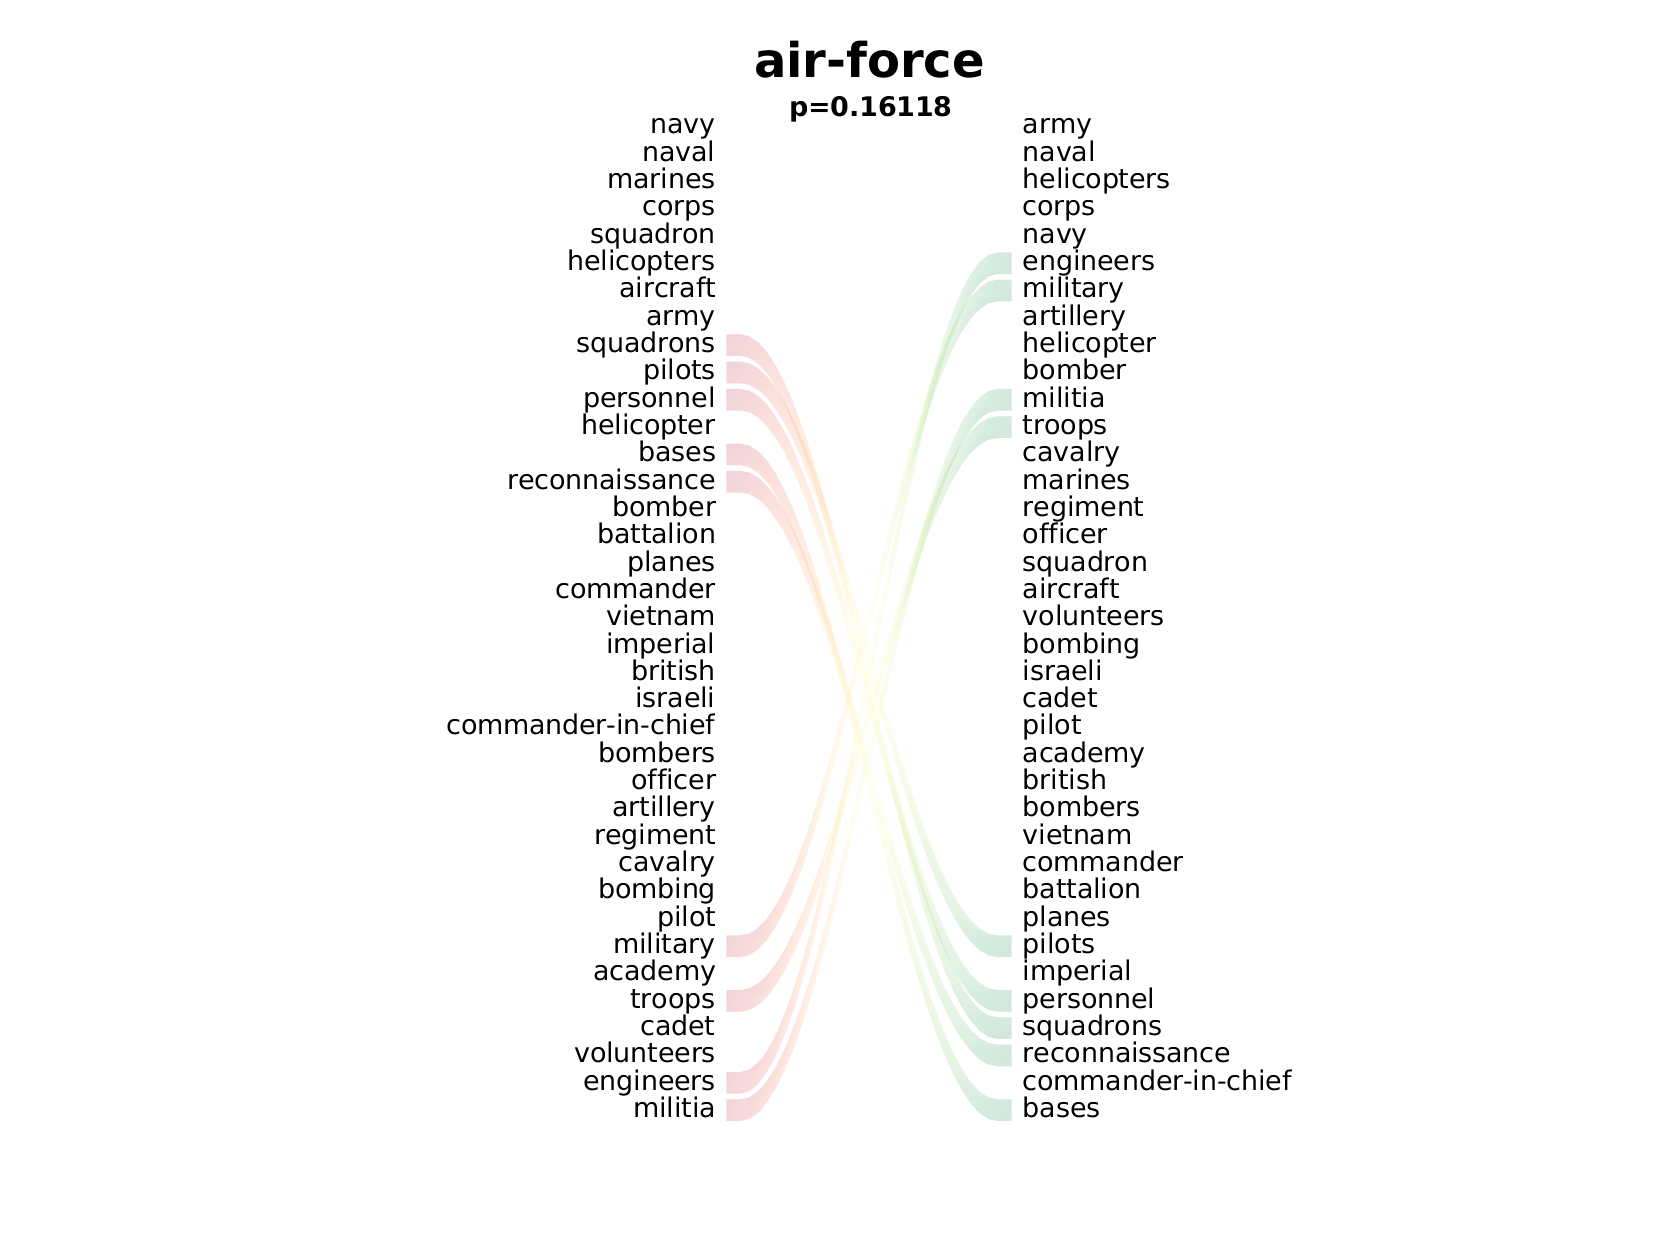 air-force
p=0.16118
navy army
naval naval
marines helicopters
corps corps
squadron navy
helicopters engineers
aircraft military
army artillery
squadrons helicopter
pilots bomber
personnel militia
helicopter troops
bases cavalry
reconnaissance marines
bomber regiment
battalion officer
planes squadron
commander aircraft
vietnam volunteers
imperial bombing
british israeli
israeli cadet
commander-in-chief pilot
bombers academy
officer british
artillery bombers
regiment vietnam
cavalry commander
bombing battalion
pilot planes
military pilots
academy imperial
troops personnel
cadet squadrons
volunteers reconnaissance
engineers commander-in-chief
militia bases